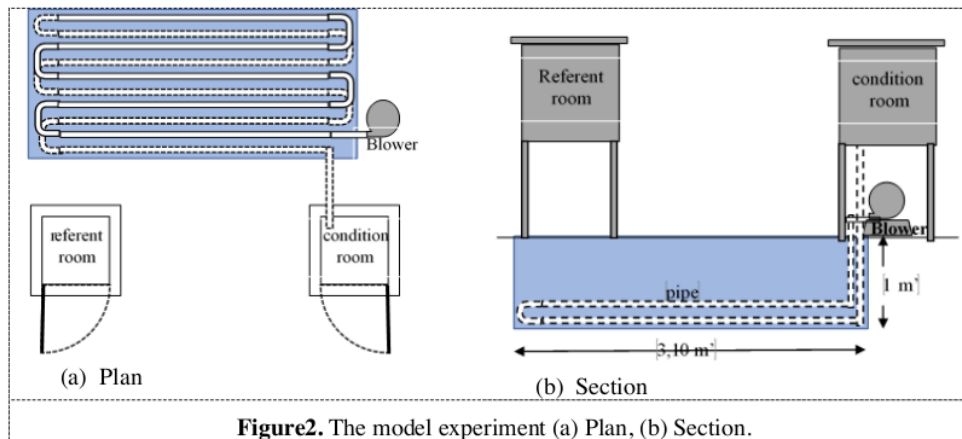 Blower
referent
room
condition
room
(a) Plan
Referent
room
condition
room
Blower
1 m'
pipe
3,10 m'
(b) Section
Figure2. The model experiment (a) Plan, (b) Section.